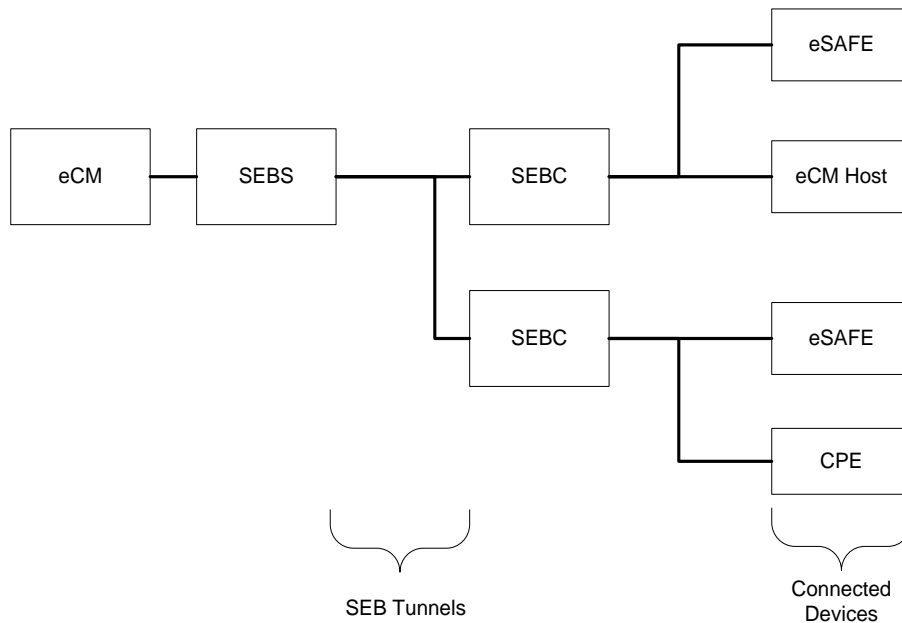 eSAFE
eCM
SEBS
SEBC
eCM Host
SEBC
eSAFE
CPE
SEB Tunnels
Connected
Devices